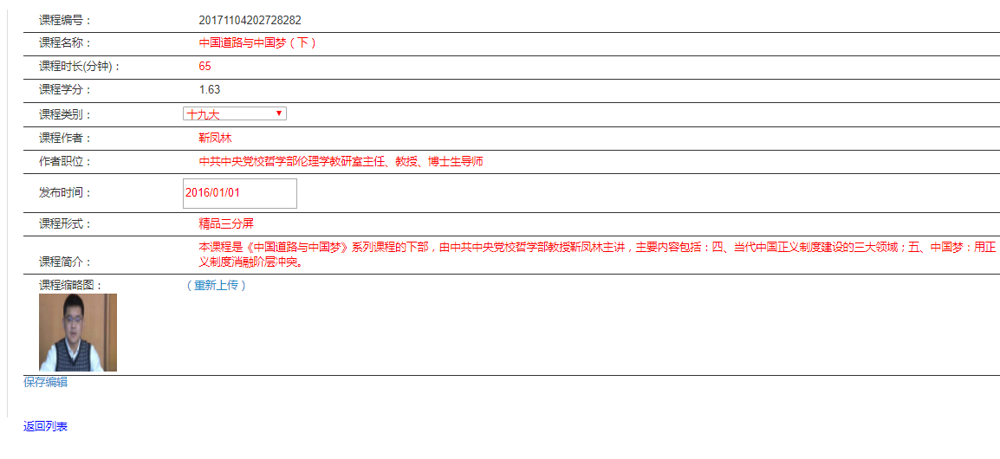 课程编号： 20171104202728282
课程名称： 中国道路与中国梦（下）
课程时长(分钟)： 65
课程学分： 1.63
课程类别： 十九大
课程作者： 靳凤林
作者职位： 中共中央党校哲学部伦理学教研室主任、教授、博士生导师
发布时间： 2016/01/01
课程形式： 精品三分屏
课程简介： 本课程是《中国道路与中国梦》系列课程的下部，由中共中央党校哲学部教授靳凤林主讲，主要内容包括：四、当代中国正义制度建设的三大领域；五、中国梦：用正
义制度消融阶层冲突。
课程缩略图： （重新上传）
保存编辑
返回列表